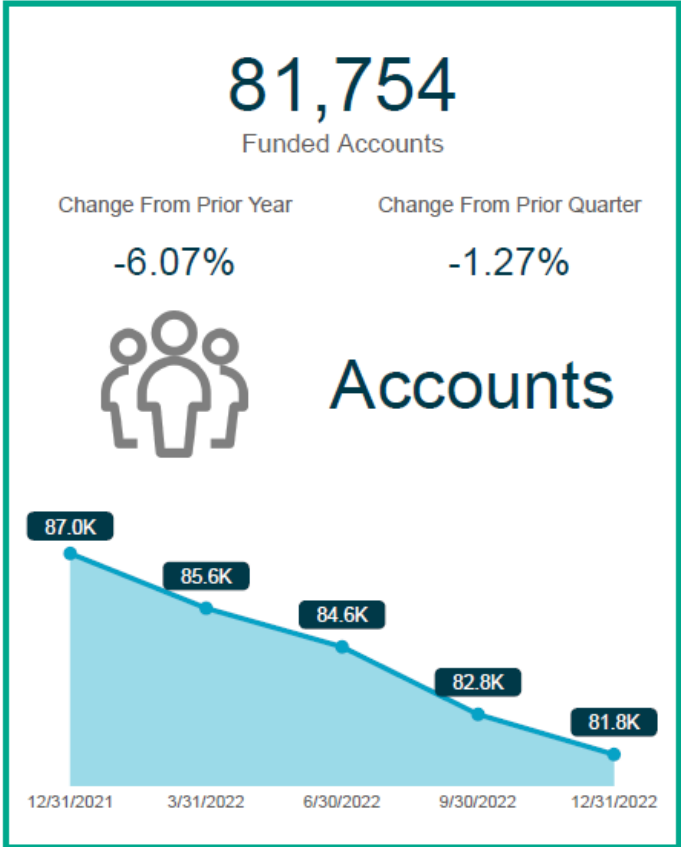 81,754
Funded Accounts
Change From Prior Year Change From Prior Quarter
-6.07% -1.27%
Accounts
87.0K
85.6K
84.6K
82.8K
81.8K
12/31/2021 3/31/2022 6/30/2022 9/30/2022 12/31/2022